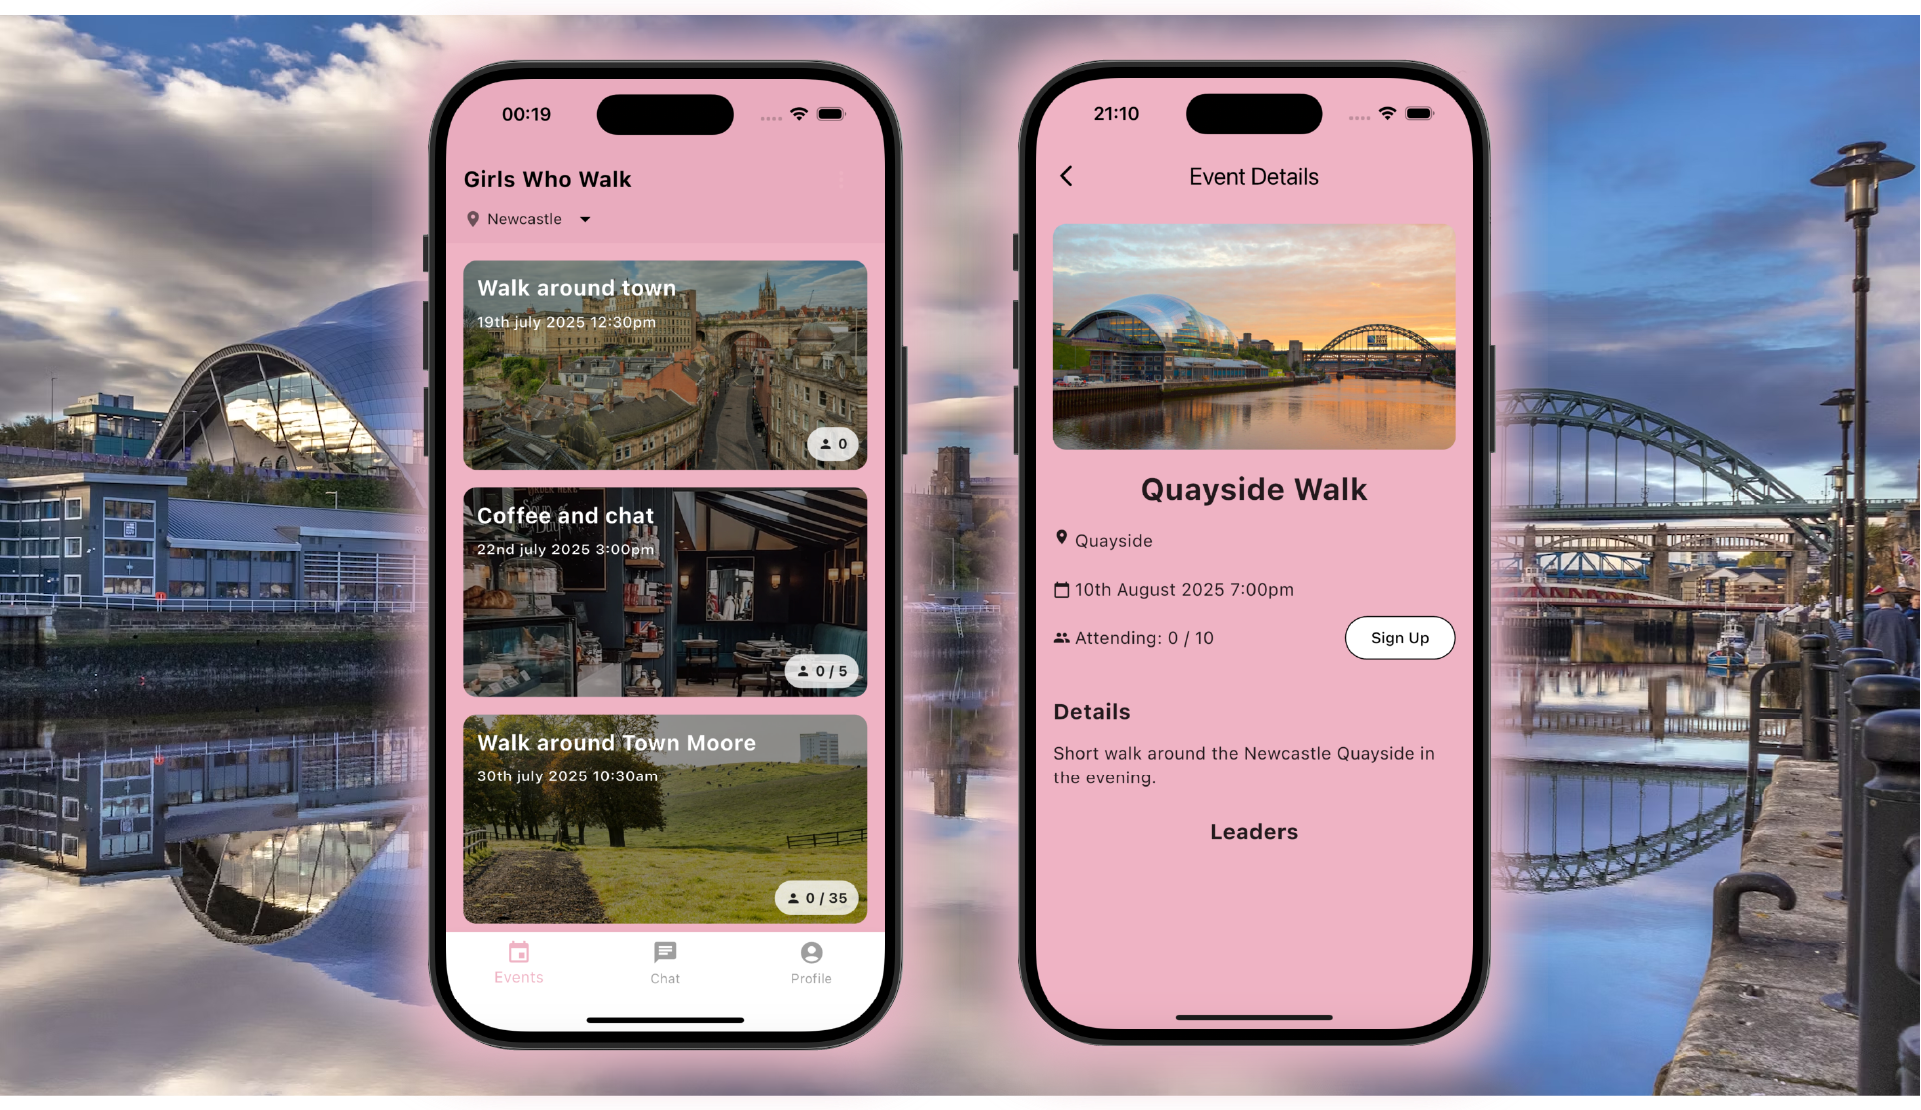 00:19
Girls Who Walk
Newcastle
Walk around town
19th july 2025 12:30pm
0
Coffee and chat
22nd july 2025 3:00pm
0 / 5
Walk around Town Moore
30th july 2025 10:30am
0 / 35
Events
Chat
Profile
21:10
Event Details
Quayside Walk
Quayside
10th August 2025 7:00pm
Attending: 0 / 10
Sign Up
Details
Short walk around the Newcastle Quayside in
the evening.
Leaders